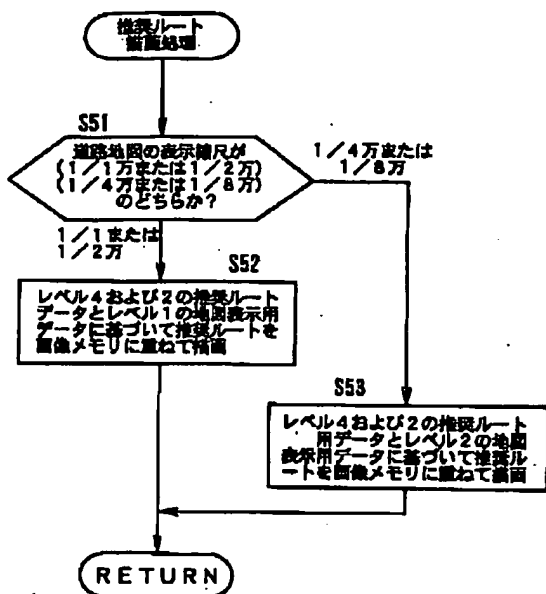 推奨ルート
描画処理
S51
道路地図の表示縮尺が
(1/1万または1/2万)
(1/4万または1/8万)
のどちらか?
1/4万または
1/8万
1/1または
1/2万
S52
レベル4および2の推奨ルート
データとレベル1の地図表示用
データに基づいて推奨ルートを
画像メモリに重ねて描画
S53
レベル4および2の推奨ルート
用データとレベル2の地図
表示用データに基づいて推奨ル
ートを画像メモリに重ねて描画
RETURN